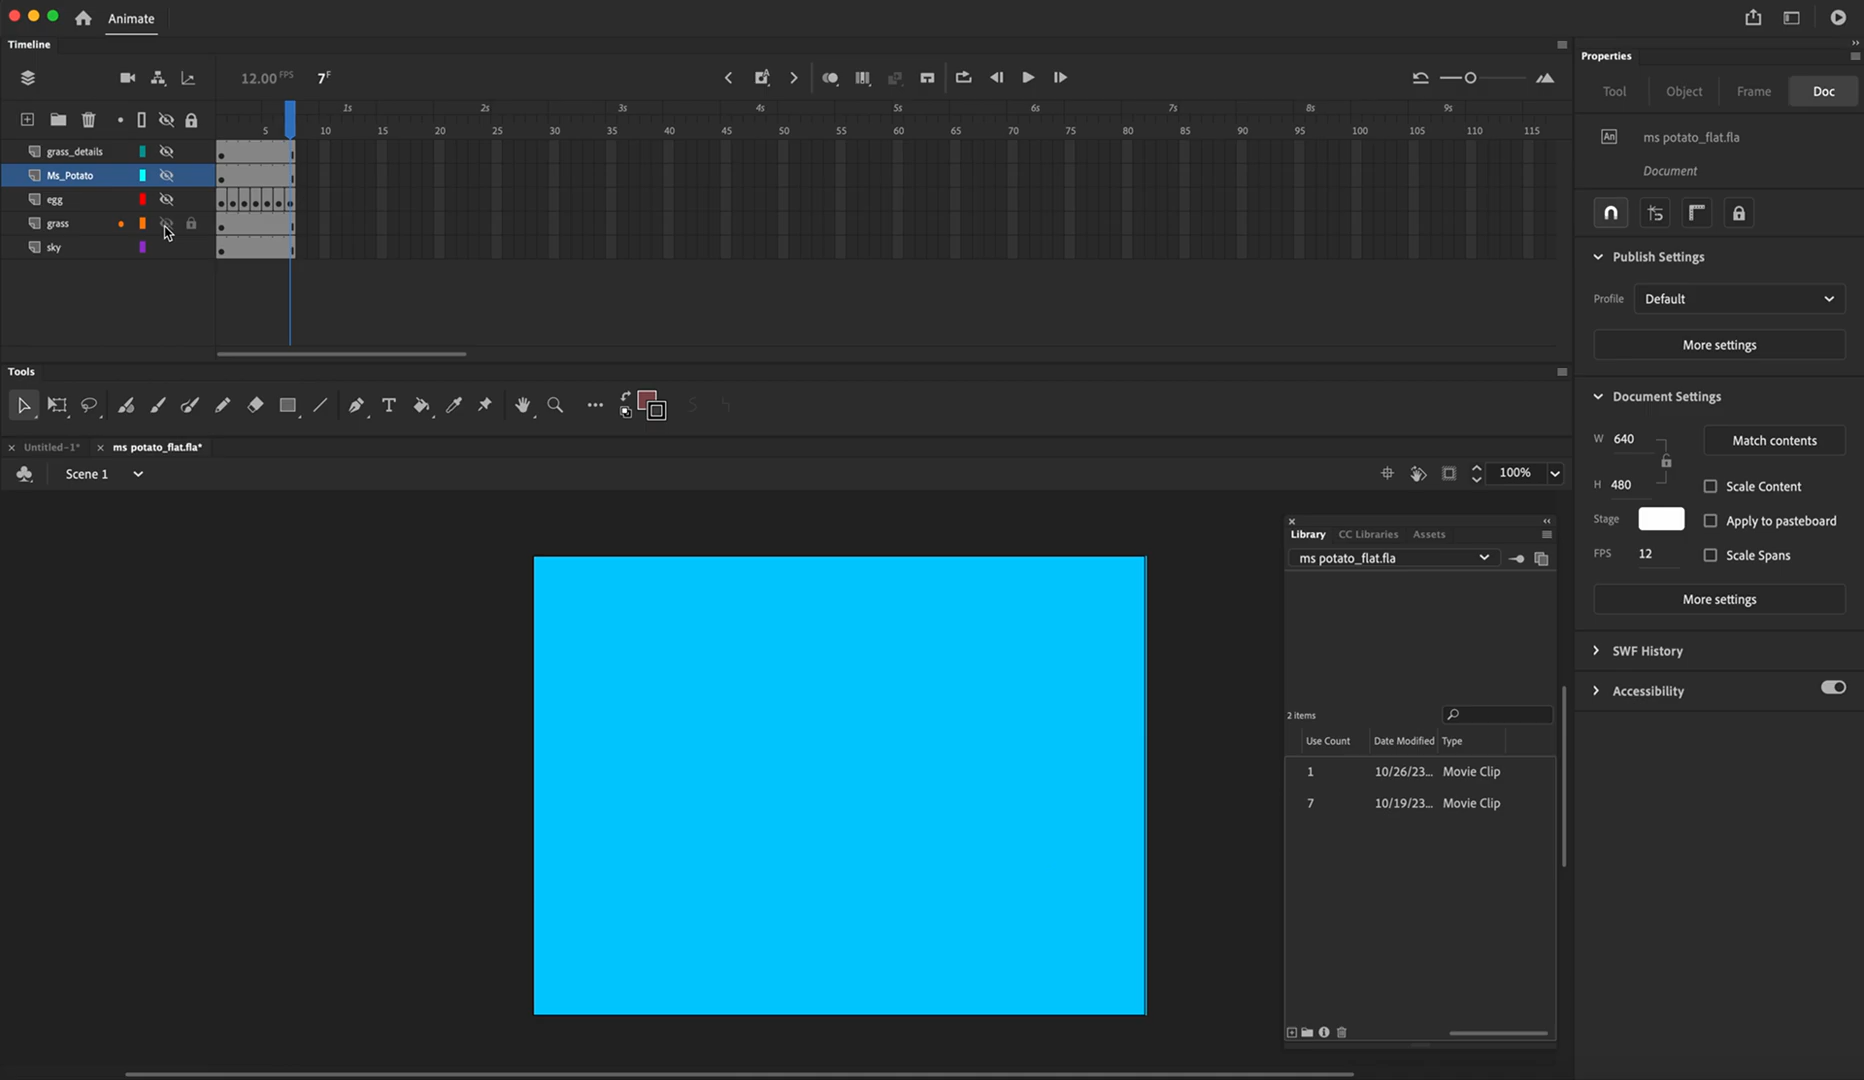 Animate
Timeline
12.00 FPS 7F
1s 2s 3s 4s 5s 6s 7s 8s 9s
5 10 15 20 25 30 35 40 45 50 55 60 65 70 75 80 85 90 95 100 105 110 115
grass_details
Ms_Potato
egg
grass
sky
Tools
Untitled-1* ms potato_flat.fla*
Scene 1
100%
Library CC Libraries Assets
ms potato_flat.fla
2 items
Use Count Date Modified Type
1 10/26/23... Movie Clip
7 10/19/23... Movie Clip
Properties
Tool Object Frame Doc
An ms potato_flat.fla
Document
Publish Settings
Profile Default
More settings
Document Settings
W 640 Match contents
H 480 Scale Content
Stage Apply to pasteboard
FPS 12 Scale Spans
More settings
SWF History
Accessibility